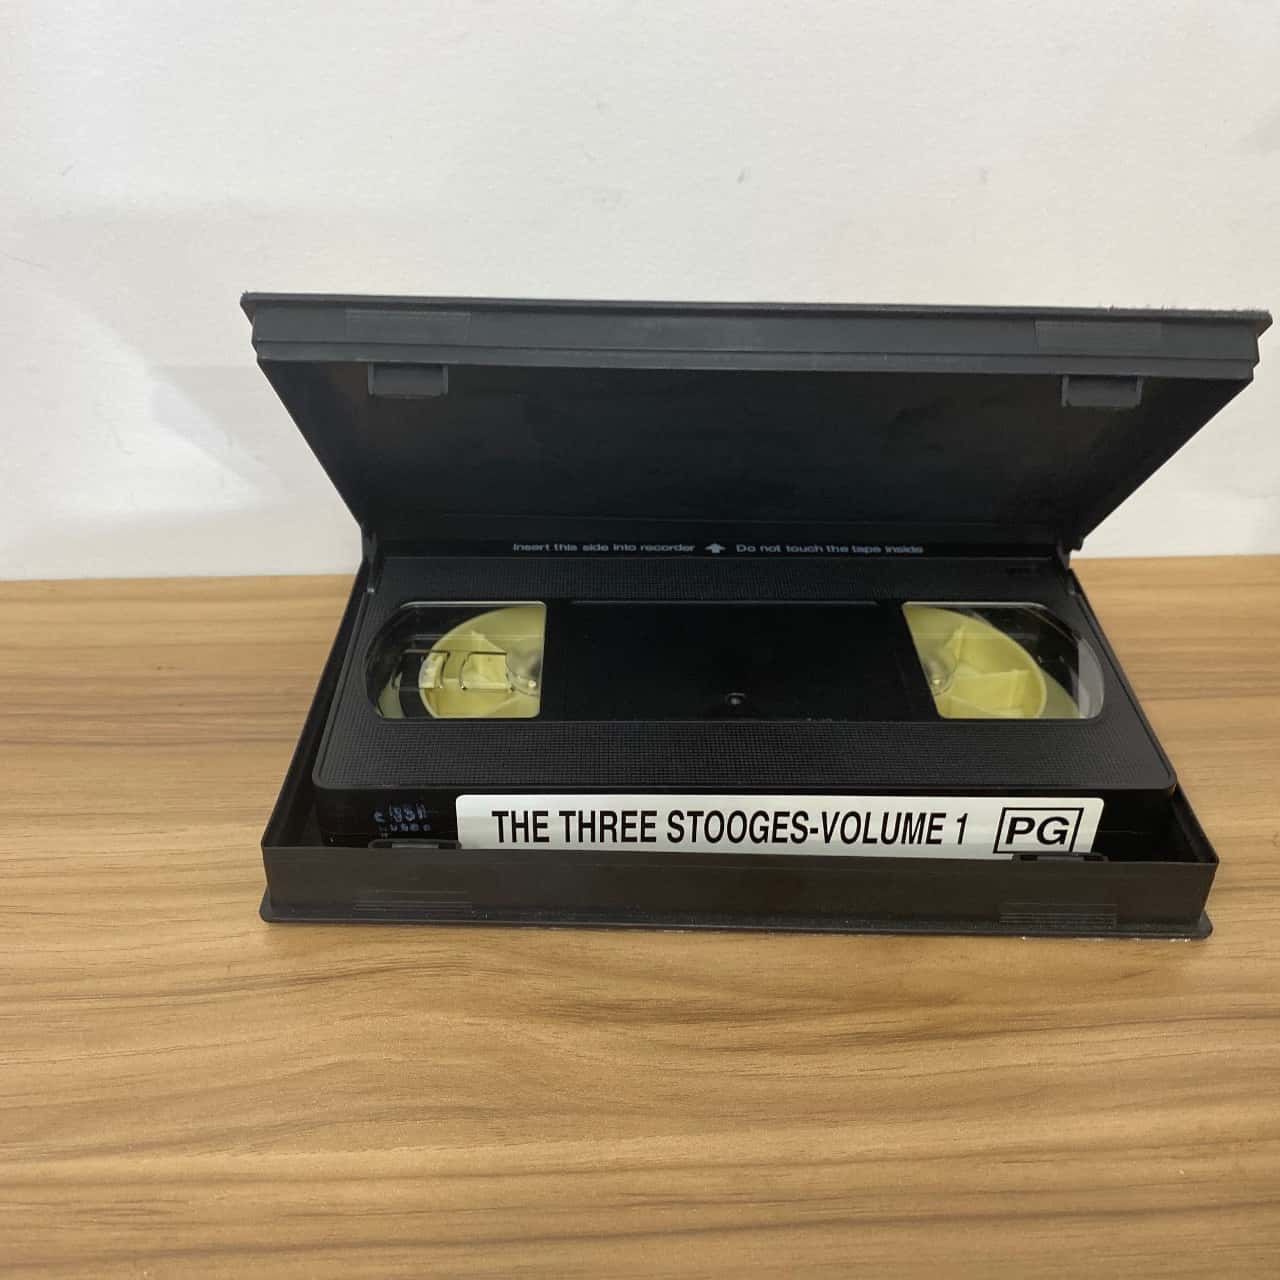 Insert this side into recorder Do not touch the tape inside
THE THREE STOOGES-VOLUME 1 PG